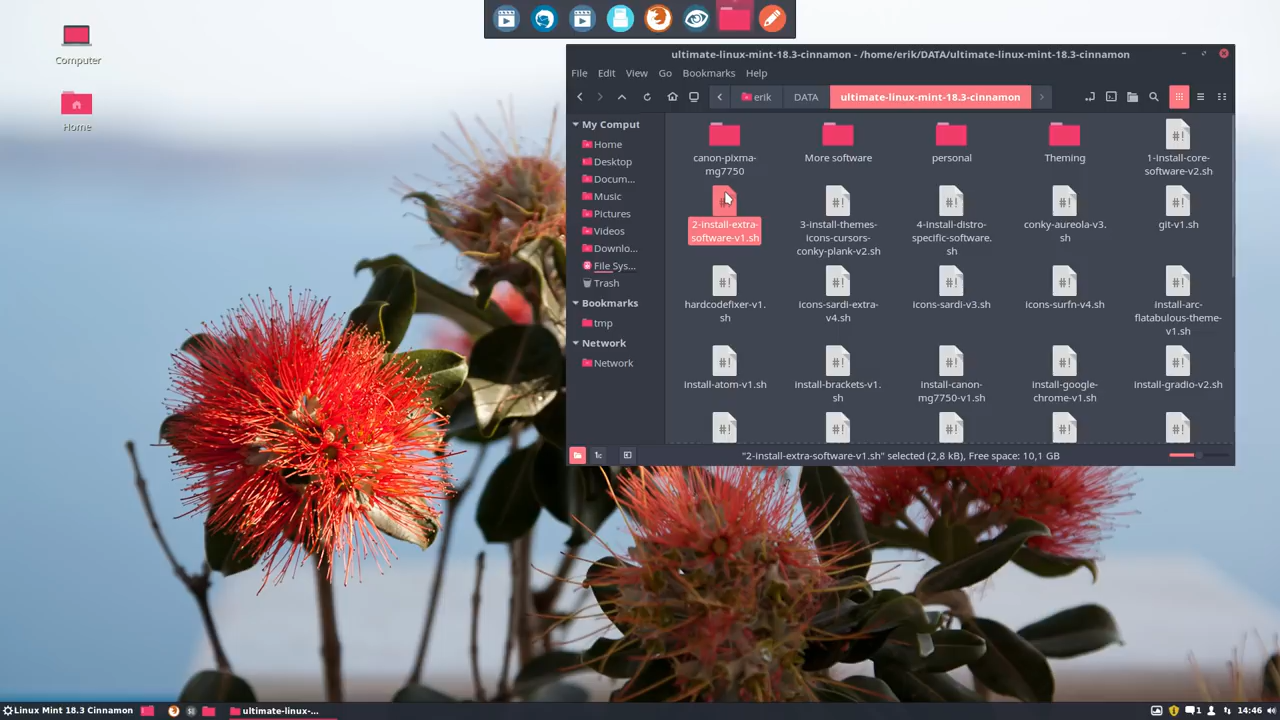 Computer
Home
ultimate-linux-mint-18.3-cinnamon - /home/erik/DATA/ultimate-linux-mint-18.3-cinnamon
File Edit View Go Bookmarks Help
erik DATA ultimate-linux-mint-18.3-cinnamon
My Comput
Home
Desktop
Docum...
Music
Pictures
Videos
Downlo...
File Sys...
Trash
Bookmarks
tmp
Network
Network
canon-pixma-
mg7750
More software
personal
Theming
#!
1-install-core-
software-v2.sh
#!
2-install-extra-
software-v1.sh
#!
3-install-themes-
icons-cursors-
conky-plank-v2.sh
#!
4-install-distro-
specific-software.
sh
#!
conky-aureola-v3.
sh
#!
git-v1.sh
#!
hardcodefixer-v1.
sh
#!
icons-sardi-extra-
v4.sh
#!
icons-sardi-v3.sh
#!
icons-surfn-v4.sh
#!
install-arc-
flatabulous-theme-
v1.sh
#!
install-atom-v1.sh
#!
install-brackets-v1.
sh
#!
install-canon-
mg7750-v1.sh
#!
install-google-
chrome-v1.sh
#!
install-gradio-v2.sh
#! #! #! #! #!
"2-install-extra-software-v1.sh" selected (2,8 kB), Free space: 10,1 GB
Linux Mint 18.3 Cinnamon ultimate-linux-... 1 14:46